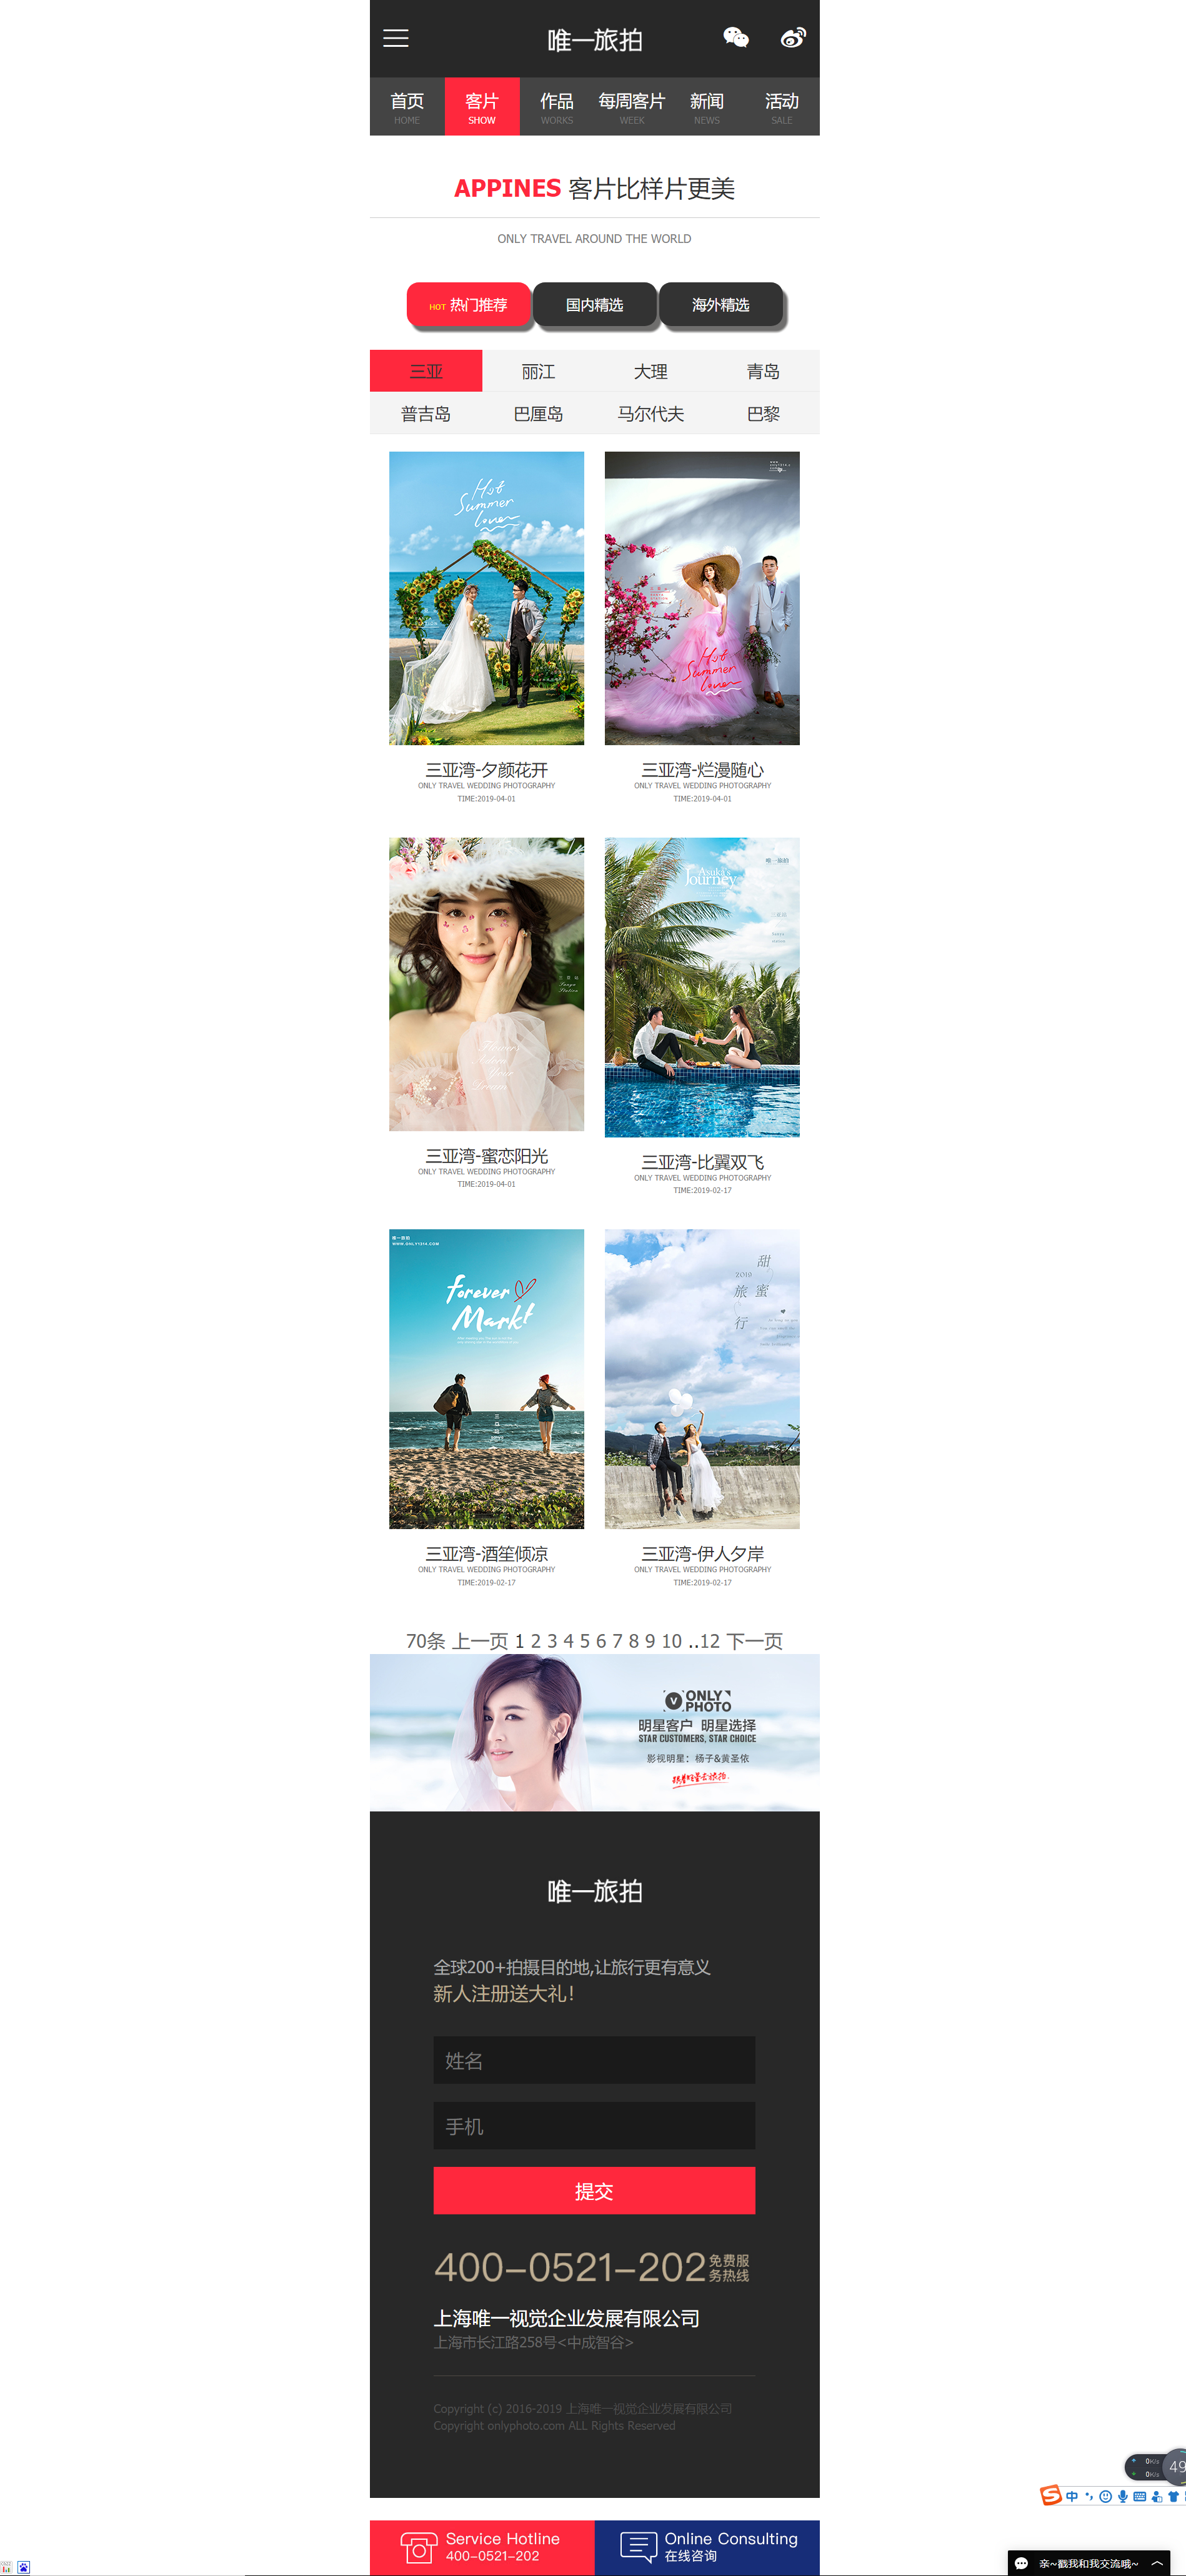 唯一旅拍
首页 客片 作品 每周客片 新闻 活动
HOME SHOW WORKS WEEK NEWS SALE
APPINES 客片比样片更美
ONLY TRAVEL AROUND THE WORLD
HOT 热门推荐 国内精选 海外精选
三亚 丽江 大理 青岛
普吉岛 巴厘岛 马尔代夫 巴黎
Hot
Summer
love
Hot
Summer
love
三亚湾-夕颜花开 三亚湾-烂漫随心
ONLY TRAVEL WEDDING PHOTOGRAPHY ONLY TRAVEL WEDDING PHOTOGRAPHY
TIME:2019-04-01 TIME:2019-04-01
唯一旅拍
Asuka's
Journey
三亚湾-蜜恋阳光
ONLY TRAVEL WEDDING PHOTOGRAPHY
TIME:2019-04-01
三亚湾-比翼双飞
ONLY TRAVEL WEDDING PHOTOGRAPHY
TIME:2019-02-17
唯一旅拍
WWW.ONLY1314.COM
forever
Mark!
甜蜜
2019
旅行
三亚湾-酒笙倾凉 三亚湾-伊人夕岸
ONLY TRAVEL WEDDING PHOTOGRAPHY ONLY TRAVEL WEDDING PHOTOGRAPHY
TIME:2019-02-17 TIME:2019-02-17
70条 上一页 1 2 3 4 5 6 7 8 9 10 ..12 下一页
V ONLY
PHOTO
明星客户 明星选择
STAR CUSTOMERS, STAR CHOICE
影视明星：杨子&黄圣依
唯一旅拍
全球200+拍摄目的地,让旅行更有意义
新人注册送大礼！
姓名
手机
提交
400-0521-202 免费服
务热线
上海唯一视觉企业发展有限公司
上海市长江路258号<中成智谷>
Copyright (c) 2016-2019 上海唯一视觉企业发展有限公司
Copyright onlyphoto.com ALL Rights Reserved
0K/s
0K/s
49
中
Service Hotline
400-0521-202
Online Consulting
在线咨询
亲~戳我和我交流哦~